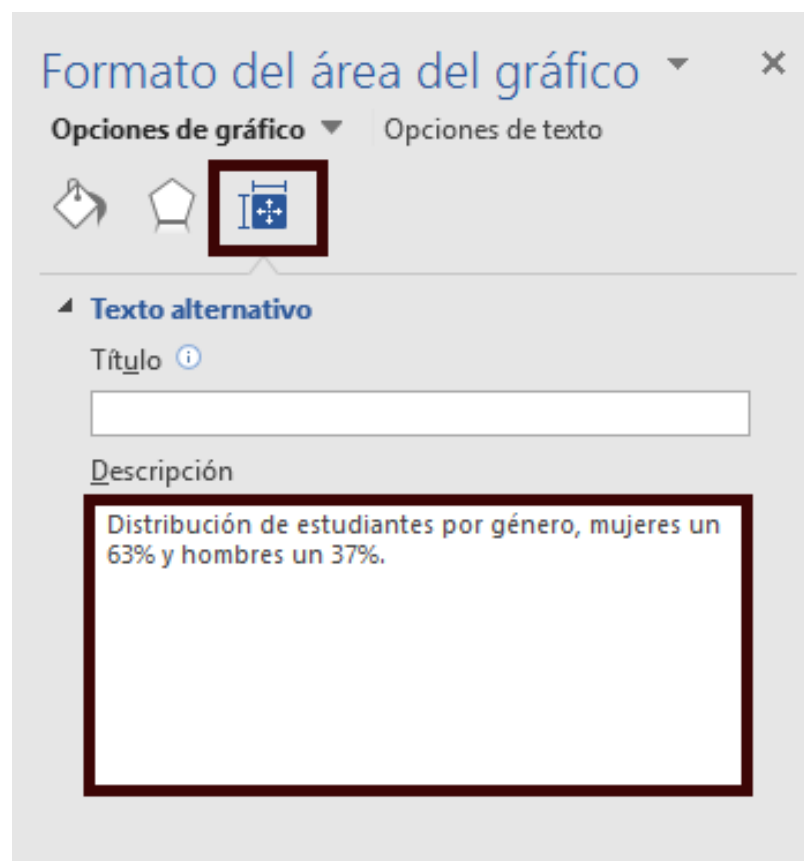 Formato del área del gráfico
Opciones de gráfico Opciones de texto
Texto alternativo
Título
Descripción
Distribución de estudiantes por género, mujeres un
63% y hombres un 37%.